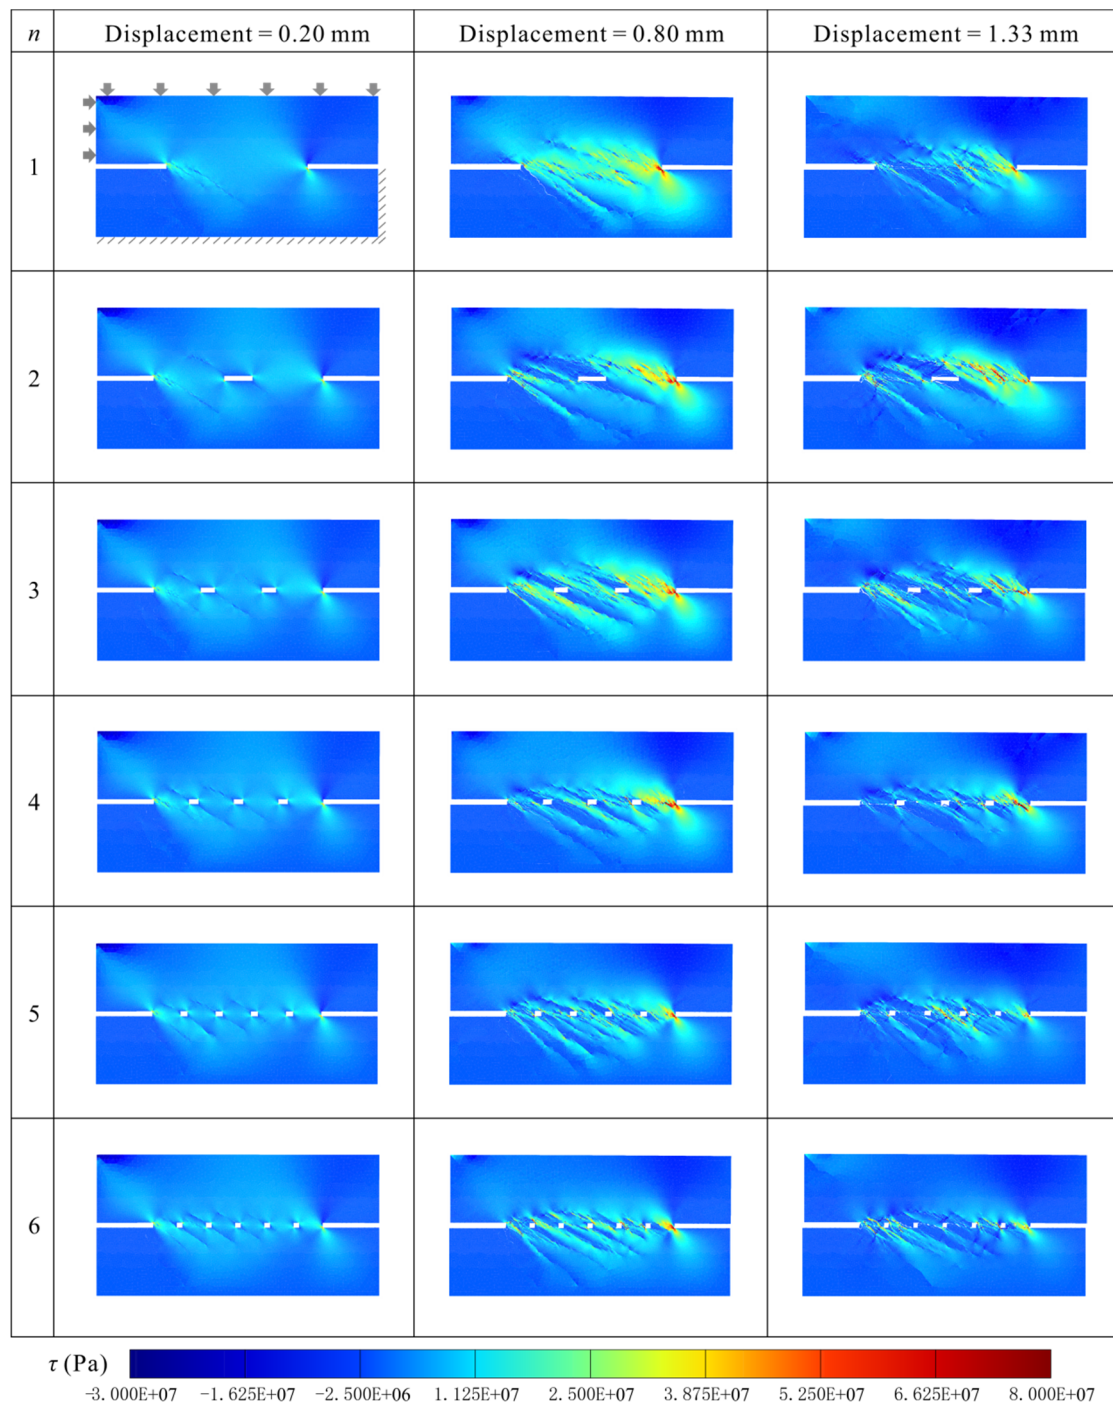 n Displacement = 0.20 mm Displacement = 0.80 mm Displacement = 1.33 mm
1
2
3
4
5
6
τ (Pa)
-3.000E+07 -1.625E+07 -2.500E+06 1.125E+07 2.500E+07 3.875E+07 5.250E+07 6.625E+07 8.000E+07